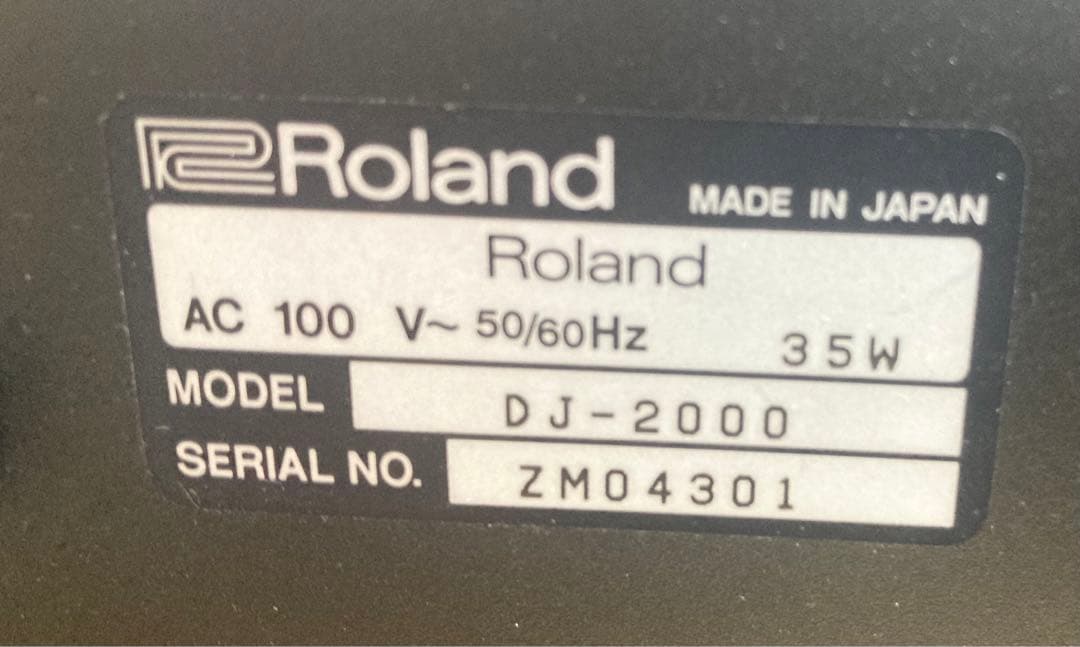 Roland MADE IN JAPAN
Roland
AC 100 V~ 50/60Hz 35W
MODEL DJ-2000
SERIAL NO. ZM04301